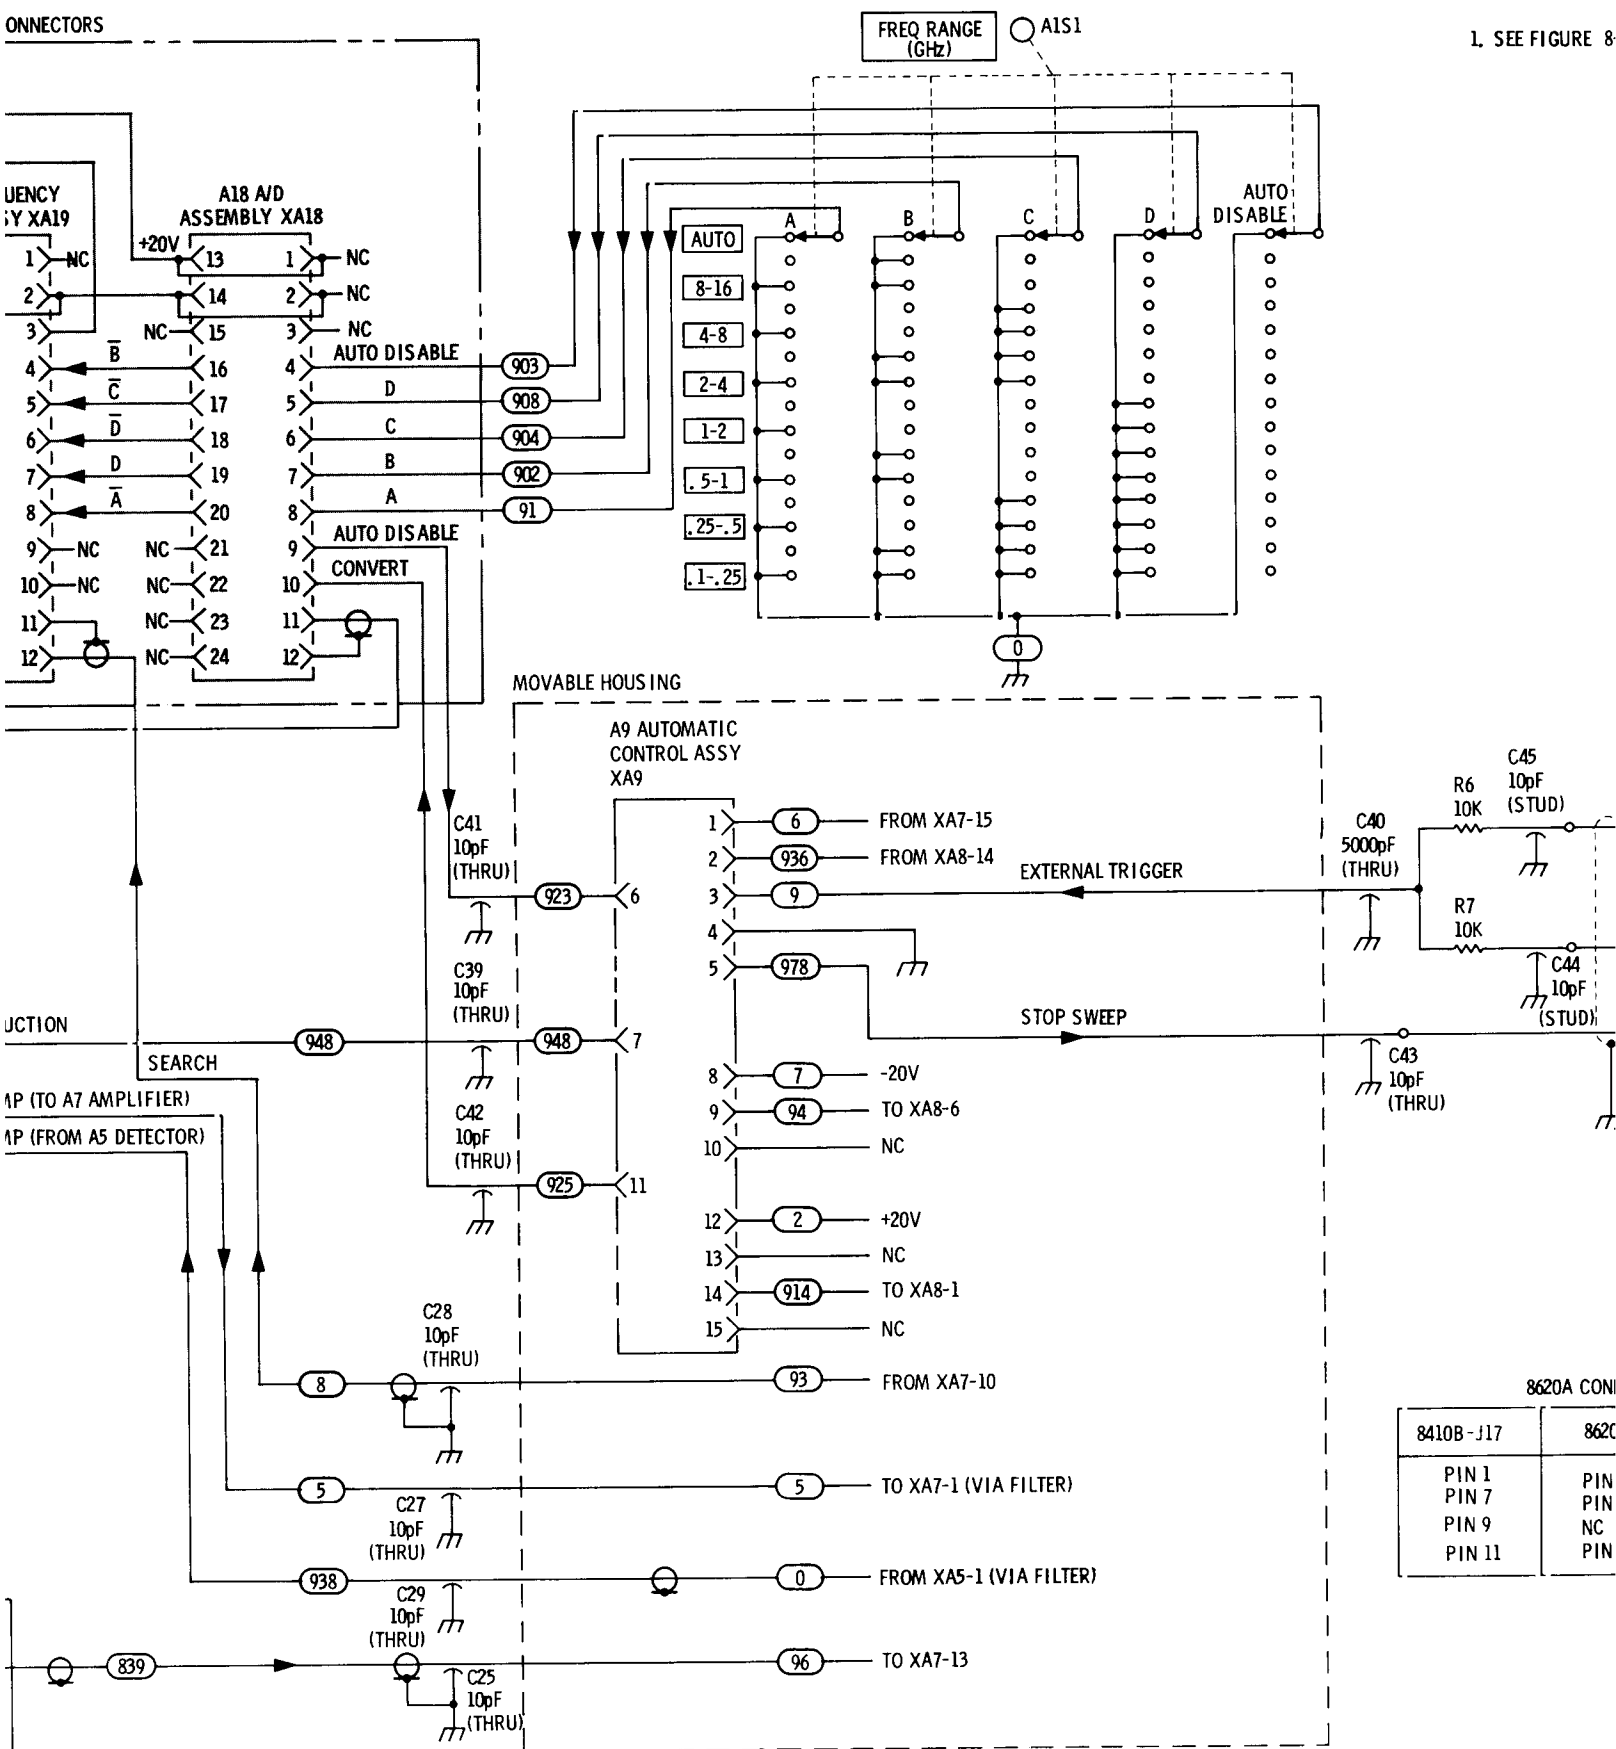 ONNECTORS
FREQ RANGE
(GHz)
A1S1
1. SEE FIGURE 8-
UENCY
SY XA19
A18 A/D
ASSEMBLY XA18
+20V
1 NC
2
3
4 B̅
5 C̅
6 D̅
7 D
8 A̅
9 NC
10 NC
11
12
13 1 NC
14 2 NC
NC 15 3 NC
16 4 AUTO DISABLE 903
17 5 D 908
18 6 C 904
19 7 B 902
20 8 A 91
NC 21 9 AUTO DISABLE
NC 22 10 CONVERT
NC 23 11
NC 24 12
A B C D AUTO
DISABLE
AUTO
8-16
4-8
2-4
1-2
.5-1
.25-.5
.1-.25
0
MOVABLE HOUSING
A9 AUTOMATIC
CONTROL ASSY
XA9
C41
10pF
(THRU)
923 6
C39
10pF
(THRU)
UCTION 948 948 7
C42
10pF
(THRU)
925 11
1 6 FROM XA7-15
2 936 FROM XA8-14
3 9 EXTERNAL TRIGGER
4
5 978 STOP SWEEP
8 7 -20V
9 94 TO XA8-6
10 NC
12 2 +20V
13 NC
14 914 TO XA8-1
15 NC
C40
5000pF
(THRU)
R6
10K
C45
10pF
(STUD)
R7
10K
C44
10pF
(STUD)
C43
10pF
(THRU)
SEARCH
MP (TO A7 AMPLIFIER)
MP (FROM A5 DETECTOR)
C28
10pF
(THRU)
8 93 FROM XA7-10
5 5 TO XA7-1 (VIA FILTER)
C27
10pF
(THRU)
938 0 FROM XA5-1 (VIA FILTER)
C29
10pF
(THRU)
839 96 TO XA7-13
C25
10pF
(THRU)
8620A CON
8410B-J17 8620
PIN 1 PIN
PIN 7 PIN
PIN 9 NC
PIN 11 PIN